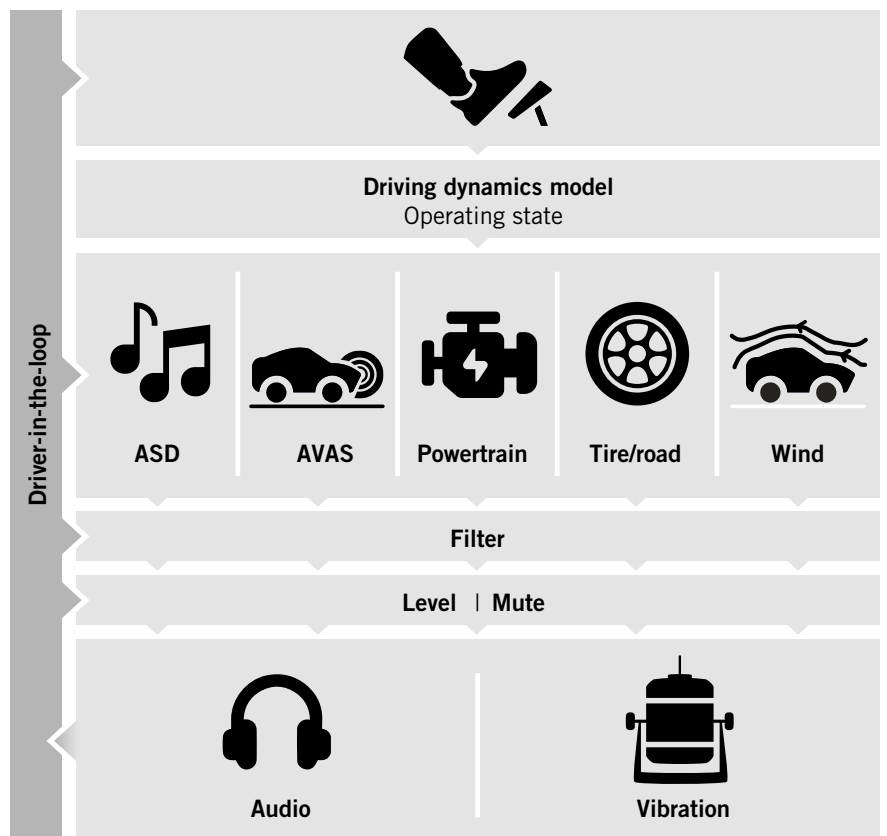 Driver-in-the-loop
Driving dynamics model
Operating state
ASD
AVAS
Powertrain
Tire/road
Wind
Filter
Level | Mute
Audio
Vibration